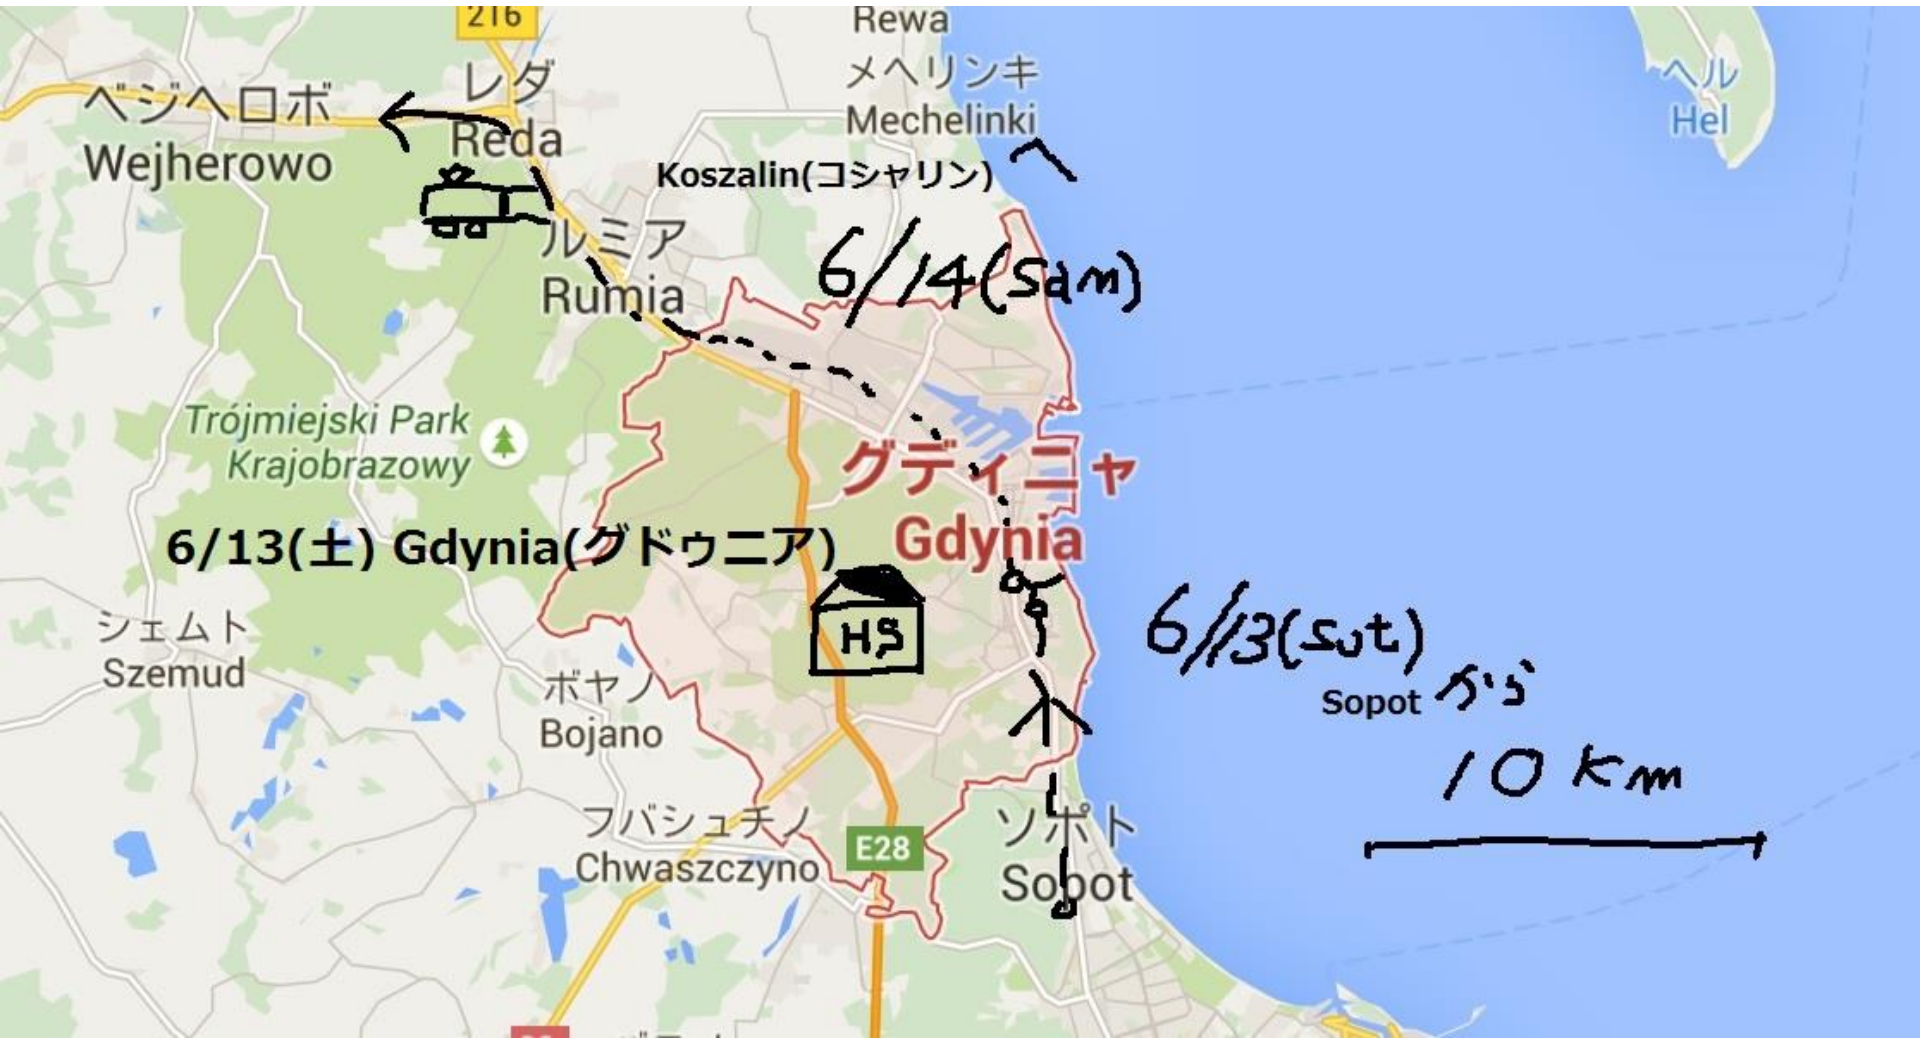 216
Rewa
レダ
Reda
メヘリンキ
Mechelinki
ヘル
Hel
ベジヘロボ
Wejherowo
Koszalin(コシャリン)へ
ルミア
Rumia
6/14(san)
Trójmiejski Park
Krajobrazowy
グディニャ
Gdynia
6/13(土) Gdynia(グドゥニア)
HS
6/13(sut)
Sopot から
シェムト
Szemud
ボヤノ
Bojano
10 km
フバシュチノ
Chwaszczyno
E28
ソポト
Sopot